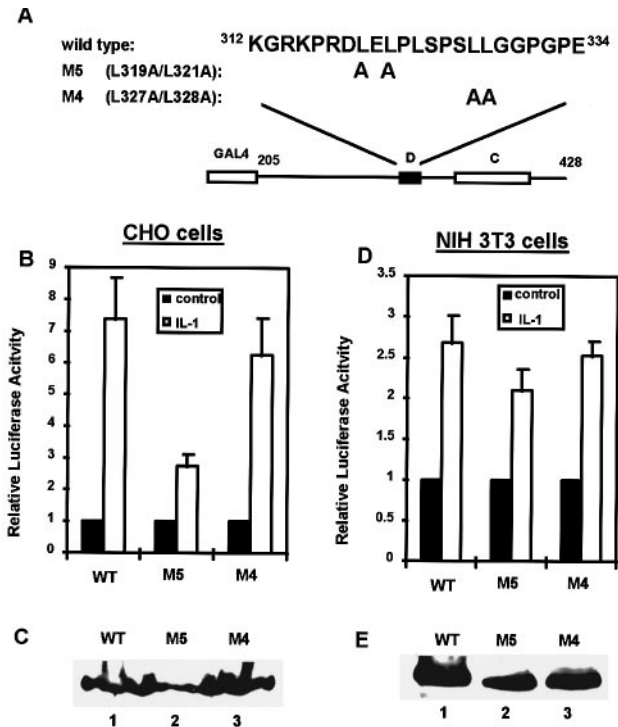 A
wild type: 312 KGRKPRDLELPLSPSLLGGPGPE 334
M5 (L319A/L321A): A A
M4 (L327A/L328A): AA
GAL4 205 D C 428
CHO cells
B
Relative Luciferase Acitvity
9
8
7
6
5
4
3
2
1
0
control
IL-1
WT M5 M4
NIH 3T3 cells
D
Relative Luciferase Acitvity
3.5
3
2.5
2
1.5
1
0.5
0
control
IL-1
WT M5 M4
C
WT M5 M4
1 2 3
E
WT M5 M4
1 2 3